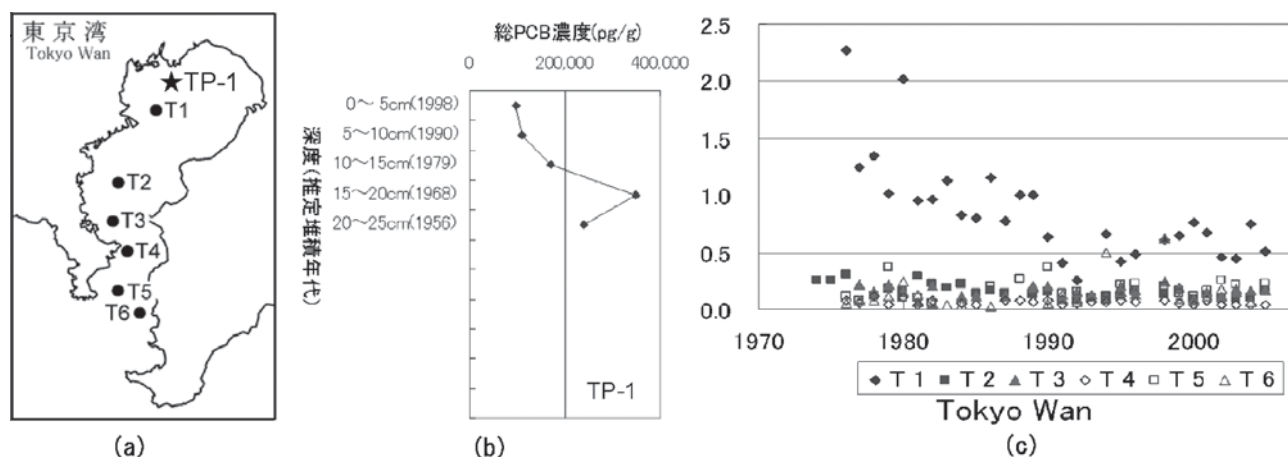 東京湾
Tokyo Wan
★TP-1
T1
T2
T3
T4
T5
T6
(a)
総PCB濃度(pg/g)
0
200,000
400,000
深度(推定堆積年代)
0～ 5cm(1998)
5～10cm(1990)
10～15cm(1979)
15～20cm(1968)
20～25cm(1956)
TP-1
(b)
2.5
2.0
1.5
1.0
0.5
0.0
1970
1980
1990
2000
T 1
T 2
T 3
T 4
T 5
T 6
Tokyo Wan
(c)